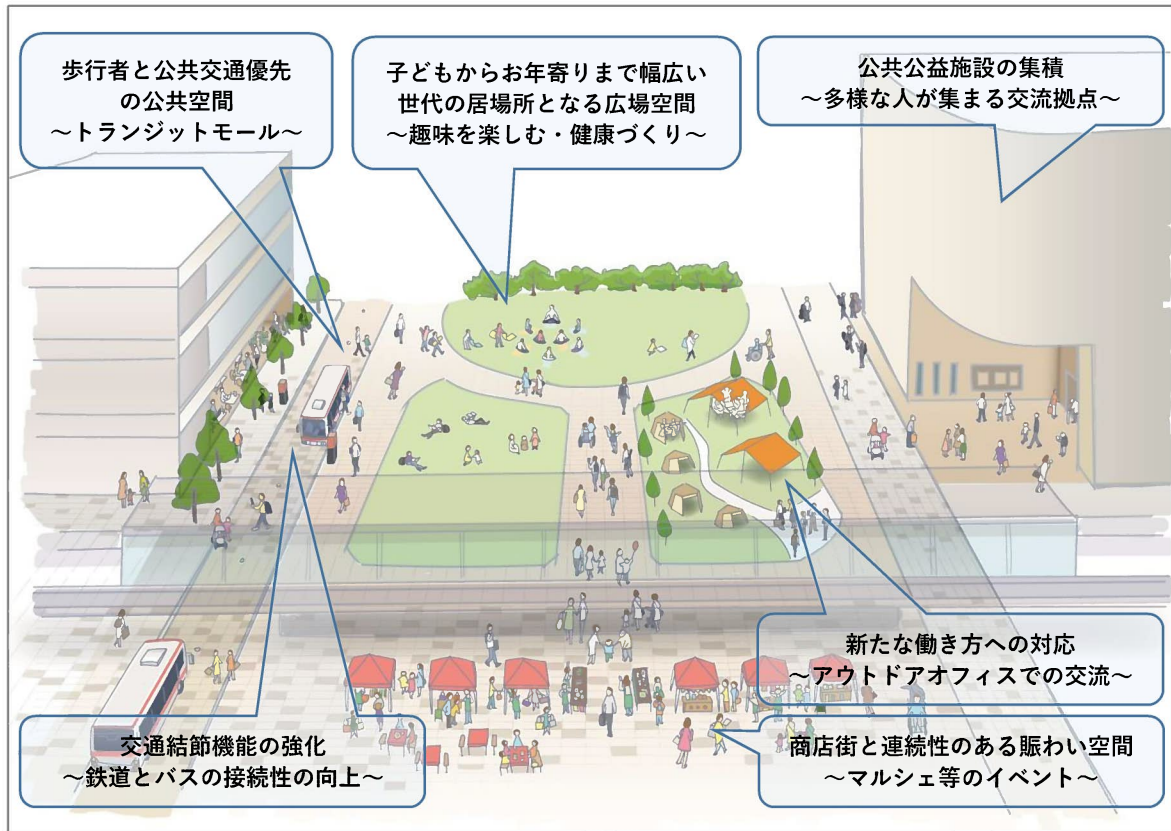 歩行者と公共交通優先
の公共空間
～トランジットモール～
子どもからお年寄りまで幅広い
世代の居場所となる広場空間
～趣味を楽しむ・健康づくり～
公共公益施設の集積
～多様な人が集まる交流拠点～
新たな働き方への対応
～アウトドアオフィスでの交流～
交通結節機能の強化
～鉄道とバスの接続性の向上～
商店街と連続性のある賑わい空間
～マルシェ等のイベント～